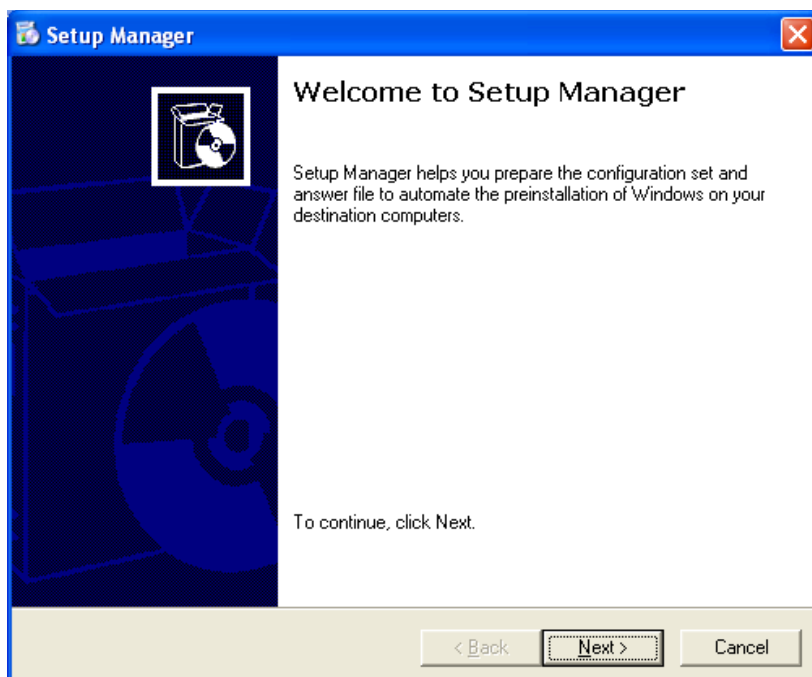 Setup Manager
Welcome to Setup Manager
Setup Manager helps you prepare the configuration set and
answer file to automate the preinstallation of Windows on your
destination computers.
To continue, click Next.
< Back Next > Cancel